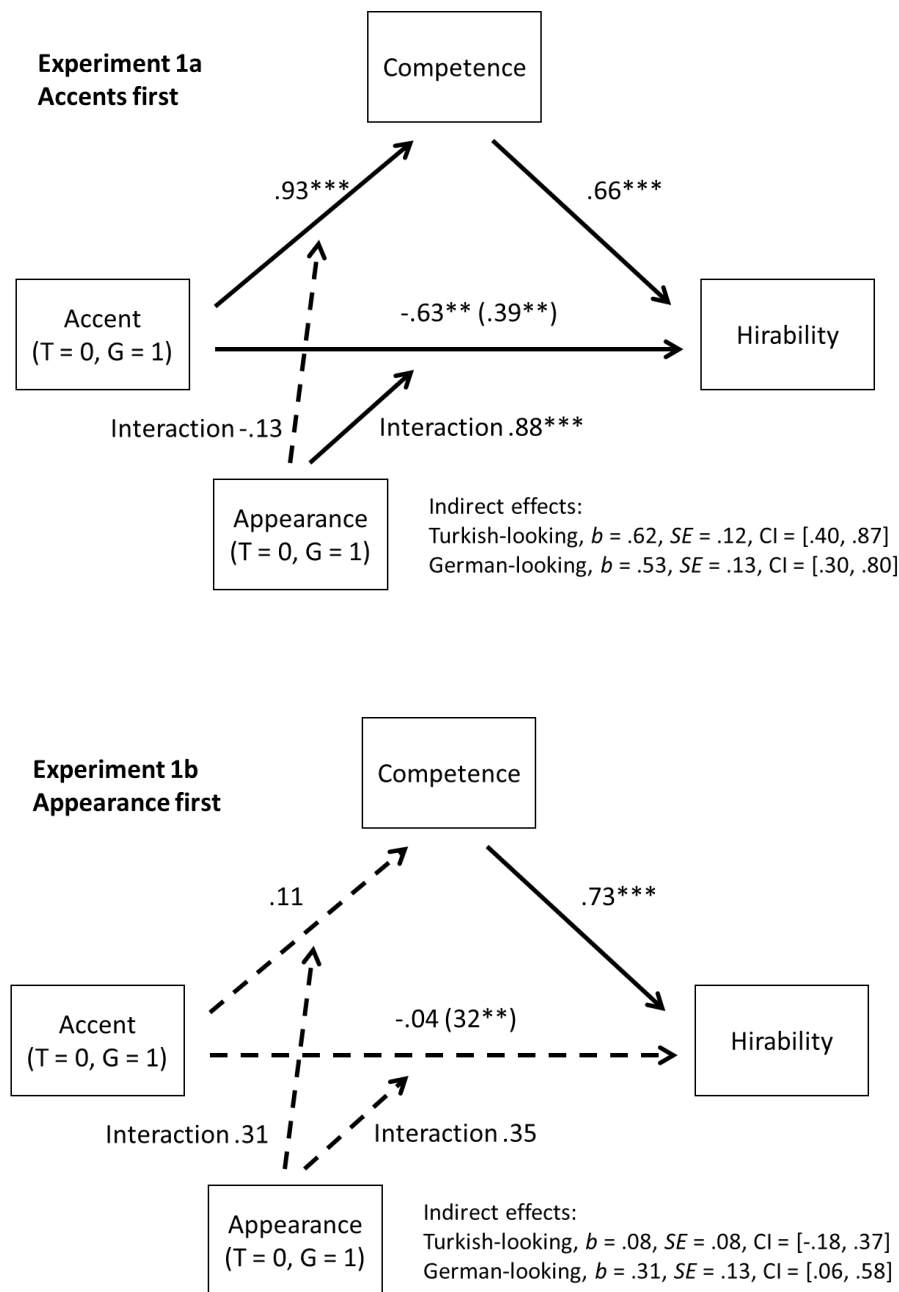 Experiment 1a
Accents first
Competence
.93***
.66***
Accent
(T = 0, G = 1)
-.63** (.39**)
Hirability
Interaction -.13
Interaction .88***
Appearance
(T = 0, G = 1)
Indirect effects:
Turkish-looking, b = .62, SE = .12, CI = [.40, .87]
German-looking, b = .53, SE = .13, CI = [.30, .80]
Experiment 1b
Appearance first
Competence
.11
.73***
Accent
(T = 0, G = 1)
-.04 (32**)
Hirability
Interaction .31
Interaction .35
Appearance
(T = 0, G = 1)
Indirect effects:
Turkish-looking, b = .08, SE = .08, CI = [-.18, .37]
German-looking, b = .31, SE = .13, CI = [.06, .58]